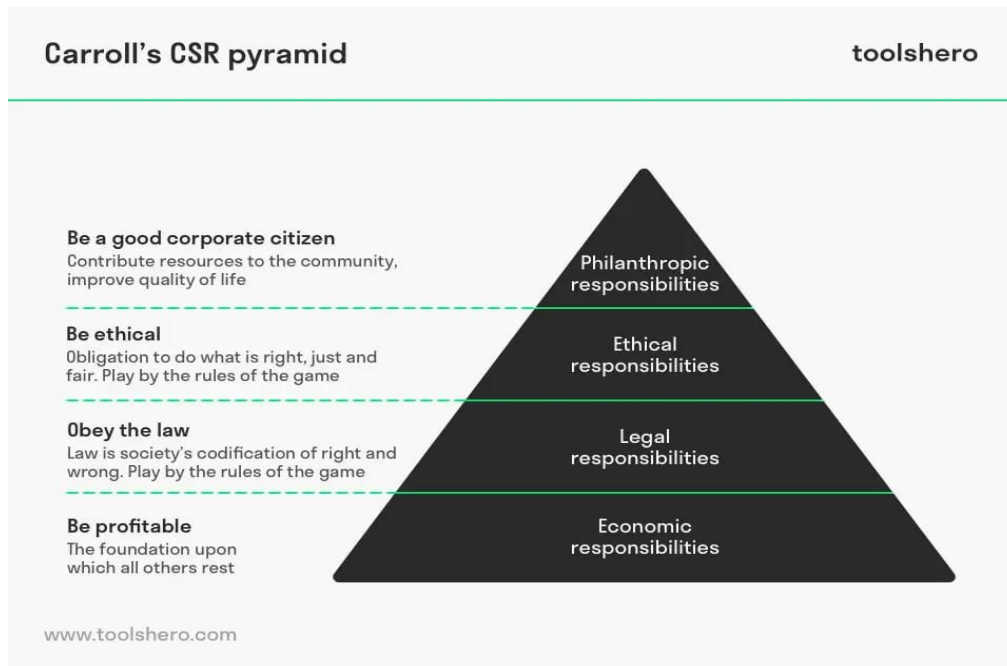 Carroll's CSR pyramid
toolshero
Be a good corporate citizen
Contribute resources to the community,
improve quality of life
Philanthropic
responsibilities
Be ethical
Obligation to do what is right, just and
fair. Play by the rules of the game
Ethical
responsibilities
Obey the law
Law is society's codification of right and
wrong. Play by the rules of the game
Legal
responsibilities
Be profitable
The foundation upon
which all others rest
Economic
responsibilities
www.toolshero.com